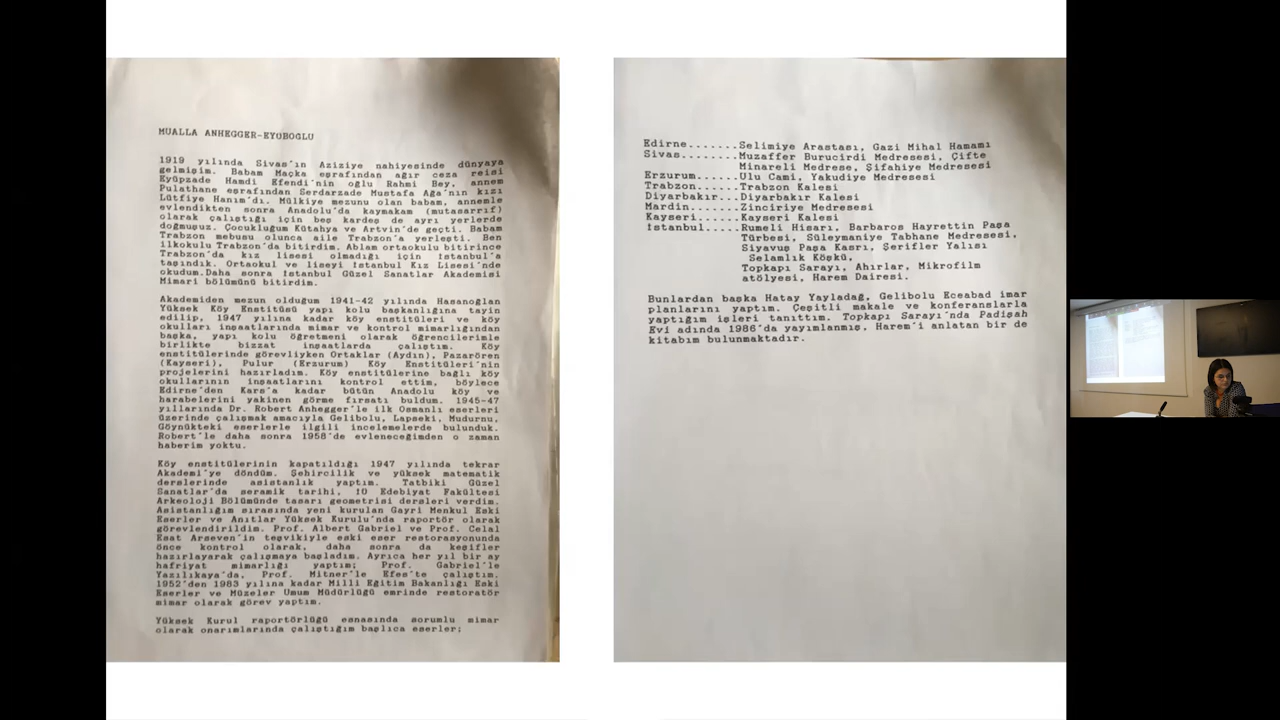 MUALLA ANHEGGER-EYÜBOĞLU
1919 yılında Sivas'ın Aziziye nahiyesinde dünyaya
gelmişim. Babam Maçka eşrafından ağır ceza reisi
Eyüpzade Hamdi Efendi'nin oğlu Rahmi Bey, annem
Pulathane eşrafından Serdarzade Mustafa Ağa'nın kızı
Lütfiye Hanım'dı. Mülkiye mezunu olan babam, annemle
evlendikten sonra Anadolu'da kaymakam (mutasarrıf)
olarak çalıştığı için beş kardeş de ayrı yerlerde
doğmuşuz. Çocukluğum Kütahya ve Artvin'de geçti. Babam
Trabzon mebusu olunca aile Trabzon'a yerleşti. Ben
ilkokulu Trabzon'da bitirdim. Ablam ortaokulu bitirince
Trabzon'da kız lisesi olmadığı için İstanbul'a
taşındık. Ortaokul ve liseyi İstanbul Kız Lisesi'nde
okudum.Daha sonra İstanbul Güzel Sanatlar Akademisi
Mimari bölümünü bitirdim.
Akademiden mezun olduğum 1941-42 yılında Hasanoğlan
Yüksek Köy Enstitüsü yapı kolu başkanlığına tayin
edilip, 1947 yılına kadar köy enstitüleri ve köy
okulları inşaatlarında mimar ve kontrol mimarlığından
başka, yapı kolu öğretmeni olarak öğrencilerimle
birlikte bizzat inşaatlarda çalıştım. Köy
enstitülerinde görevliyken Ortaklar (Aydın), Pazarören
(Kayseri), Pulur (Erzurum) Köy Enstitüleri'nin
projelerini hazırladım. Köy enstitülerine bağlı köy
okullarının inşaatlarını kontrol ettim, böylece
Edirne'den Kars'a kadar bütün Anadolu köy ve
harabelerini yakinen görme fırsatı buldum. 1945-47
yıllarında Dr. Robert Anhegger'le ilk Osmanlı eserleri
üzerinde çalışmak amacıyla Gelibolu, Lapseki, Mudurnu,
Göynükteki eserlerle ilgili incelemelerde bulunduk.
Robert'le daha sonra 1958'de evleneceğimden o zaman
haberim yoktu.
Köy enstitülerinin kapatıldığı 1947 yılında tekrar
Akademi'ye döndüm. Şehircilik ve yüksek matematik
derslerinde asistanlık yaptım. Tatbiki Güzel
Sanatlar'da seramik tarihi, İÜ Edebiyat Fakültesi
Arkeoloji Bölümünde tasarı geometrisi dersleri verdim.
Asistanlığım sırasında yeni kurulan Gayri Menkul Eski
Eserler ve Anıtlar Yüksek Kurulu'nda raportör olarak
görevlendirildim. Prof. Albert Gabriel ve Prof. Celal
Esat Arseven'in teşvikiyle eski eser restorasyonunda
önce kontrol olarak, daha sonra da keşifler
hazırlayarak çalışmaya başladım. Ayrıca her yıl bir ay
hafriyat mimarlığı yaptım; Prof. Gabriel'le
Yazılıkaya'da, Prof. Mitner'le Efes'te çalıştım.
1952'den 1983 yılına kadar Milli Eğitim Bakanlığı Eski
Eserler ve Müzeler Umum Müdürlüğü emrinde restoratör
mimar olarak görev yaptım.
Yüksek Kurul raportörlüğü esnasında sorumlu mimar
olarak onarımlarında çalıştığım başlıca eserler;
Edirne.......Selimiye Arastası, Gazi Mihal Hamamı
Sivas........Muzaffer Burucirdi Medresesi, Çifte
Minareli Medrese, Şifahiye Medresesi
Erzurum......Ulu Cami, Yakudiye Medresesi
Trabzon......Trabzon Kalesi
Diyarbakır...Diyarbakır Kalesi
Mardin.......Zinciriye Medresesi
Kayseri......Kayseri Kalesi
İstanbul.....Rumeli Hisarı, Barbaros Hayrettin Paşa
Türbesi, Süleymaniye Tabhane Medresesi,
Siyavuş Paşa Kasrı, Şerifler Yalısı
Selamlık Köşkü,
Topkapı Sarayı, Ahırlar, Mikrofilm
atölyesi, Harem Dairesi.
Bunlardan başka Hatay Yayladağ, Gelibolu Eceabad imar
planlarını yaptım. Çeşitli makale ve konferanslarla
yaptığım işleri tanıttım. Topkapı Sarayı'nda Padişah
Evi adında 1986'da yayımlanmış, Harem'i anlatan bir de
kitabım bulunmaktadır.